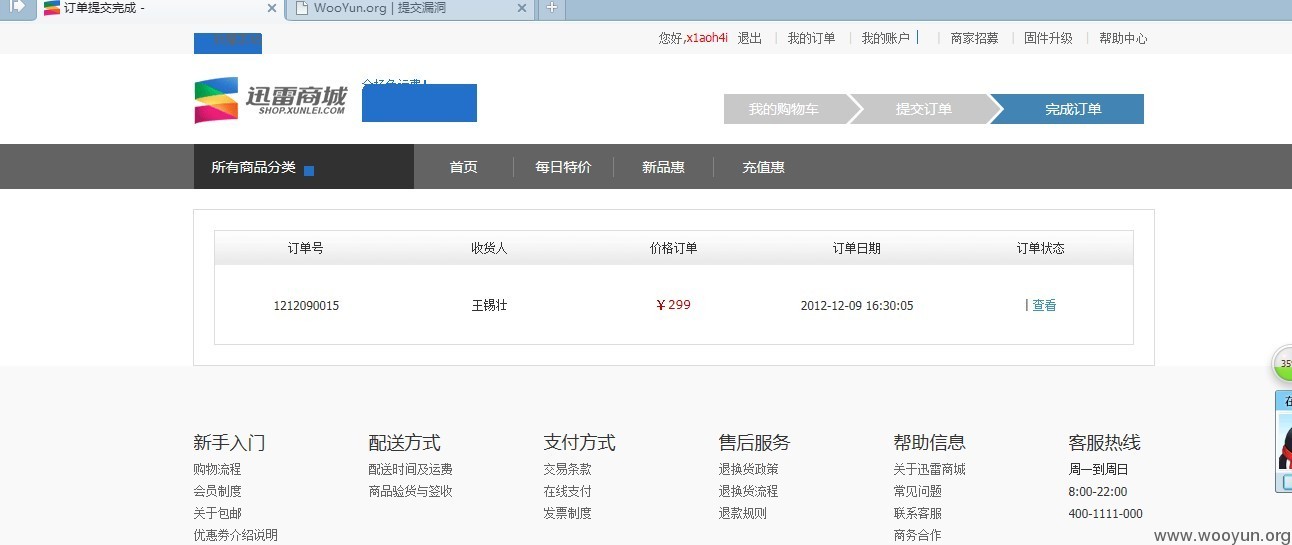 订单提交完成 -
WooYun.org | 提交漏洞
您好,x1aoh4i 退出 | 我的订单 | 我的账户 | 商家招募 | 固件升级 | 帮助中心
迅雷商城
SHOP.XUNLEI.COM
我的购物车 提交订单 完成订单
所有商品分类 首页 每日特价 新品惠 充值惠
订单号 收货人 价格订单 订单日期 订单状态
1212090015 王锡壮 ¥299 2012-12-09 16:30:05 | 查看
35
在
新手入门 配送方式 支付方式 售后服务 帮助信息 客服热线
购物流程 配送时间及运费 交易条款 退换货政策 关于迅雷商城 周一到周日
会员制度 商品验货与签收 在线支付 退换货流程 常见问题 8:00-22:00
关于包邮 发票制度 退款规则 联系客服 400-1111-000
优惠券介绍说明 商务合作
www.wooyun.org